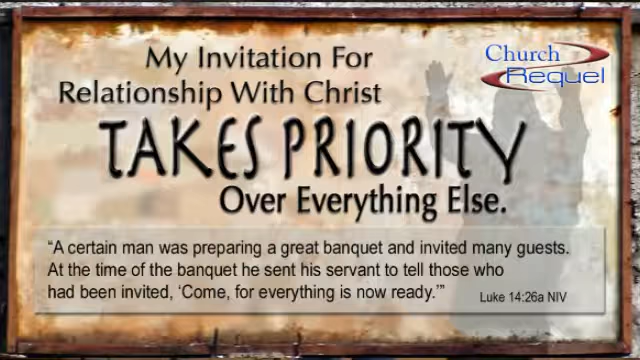 Church
Requel
My Invitation For
Relationship With Christ
TAKES PRIORITY
Over Everything Else.
“A certain man was preparing a great banquet and invited many guests.
At the time of the banquet he sent his servant to tell those who
had been invited, ‘Come, for everything is now ready.’”
Luke 14:26a NIV